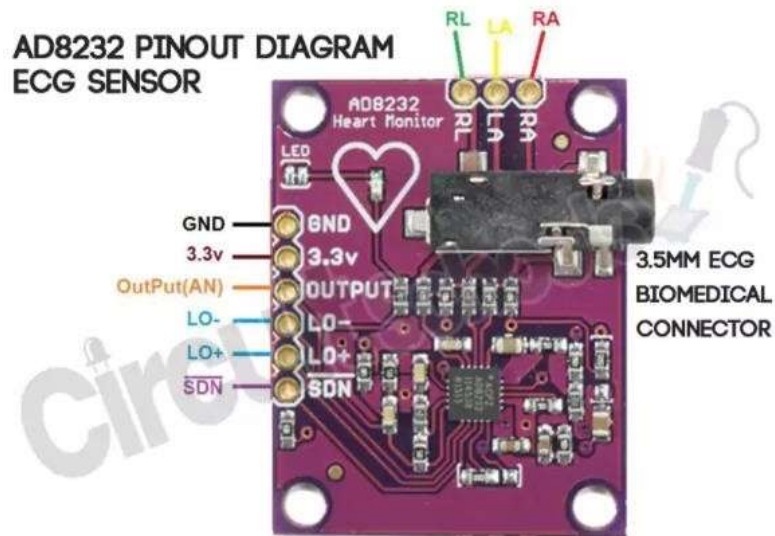 AD8232 PINOUT DIAGRAM
ECG SENSOR
RL
LA
RA
AD8232
Heart Monitor
RL
LA
RA
LED
GND
GND
3.3v
3.3v
OutPut(AN)
OUTPUT
LO-
LO-
LO+
LO+
SDN
SDN
3.5MM ECG
BIOMEDICAL
CONNECTOR